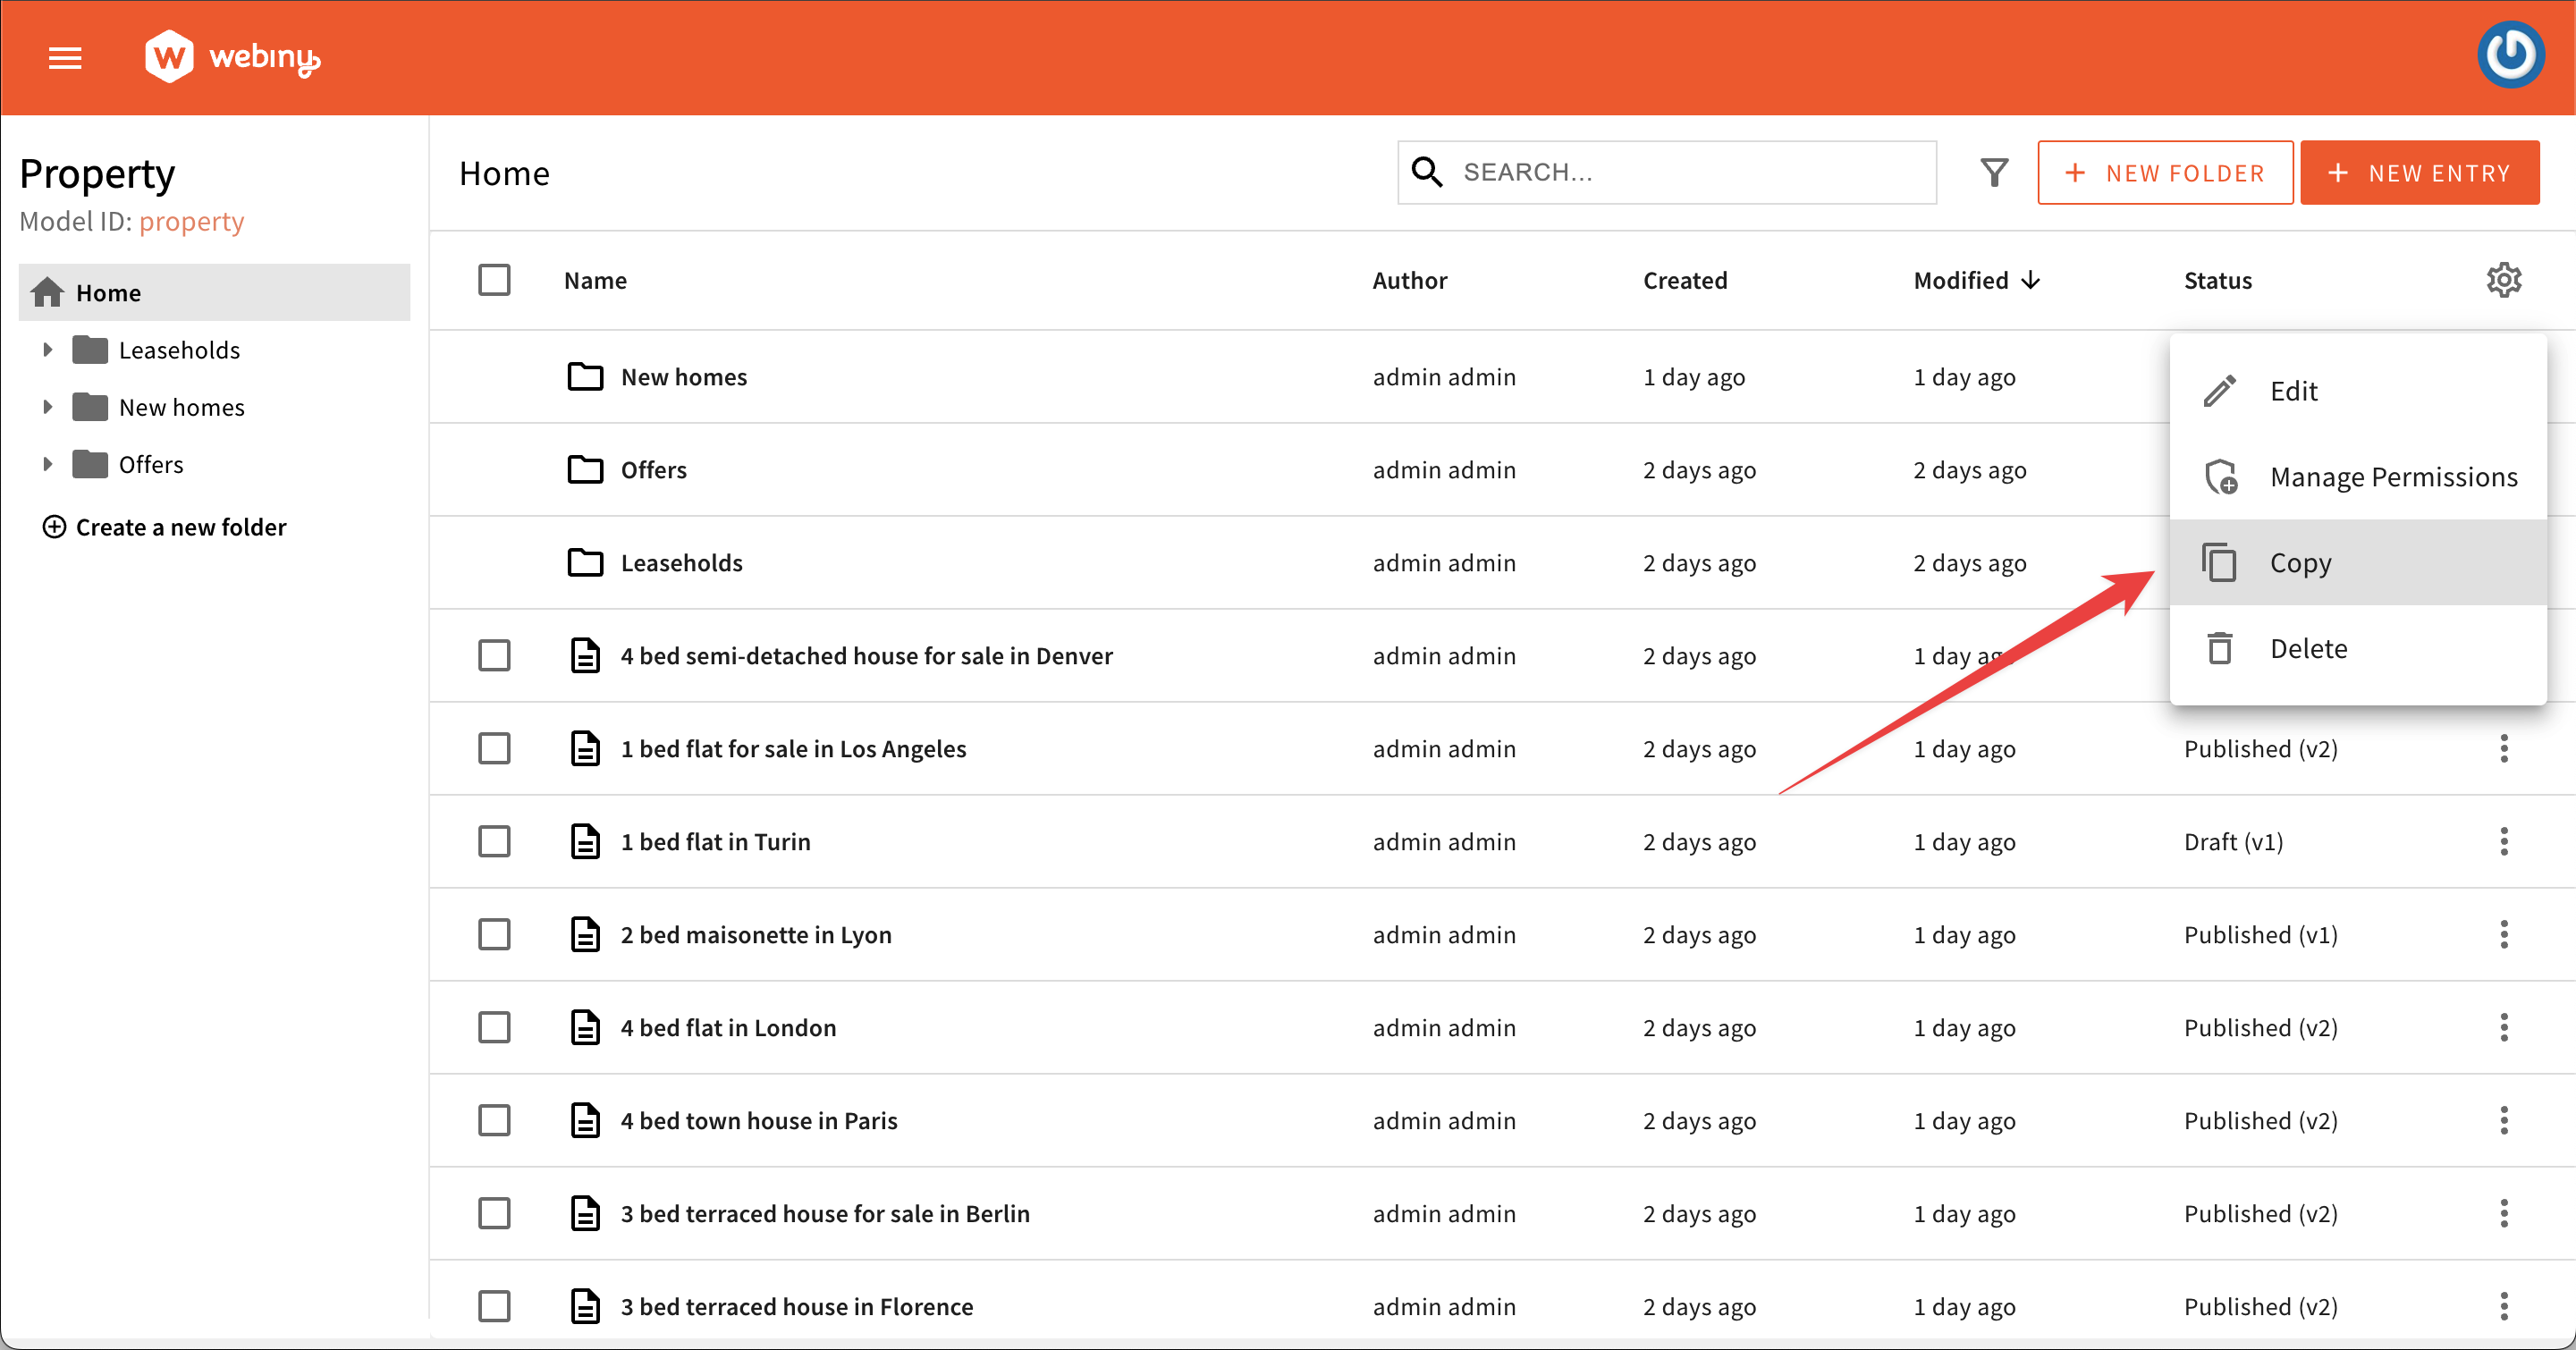 webiny
Property
Model ID: property
Home
Leaseholds
New homes
Offers
Create a new folder
Home
SEARCH...
+ NEW FOLDER
+ NEW ENTRY
Name Author Created Modified Status
New homes admin admin 1 day ago 1 day ago
Offers admin admin 2 days ago 2 days ago
Leaseholds admin admin 2 days ago 2 days ago
4 bed semi-detached house for sale in Denver admin admin 2 days ago 1 day ago
Edit
Manage Permissions
Copy
Delete
1 bed flat for sale in Los Angeles admin admin 2 days ago 1 day ago Published (v2)
1 bed flat in Turin admin admin 2 days ago 1 day ago Draft (v1)
2 bed maisonette in Lyon admin admin 2 days ago 1 day ago Published (v1)
4 bed flat in London admin admin 2 days ago 1 day ago Published (v2)
4 bed town house in Paris admin admin 2 days ago 1 day ago Published (v2)
3 bed terraced house for sale in Berlin admin admin 2 days ago 1 day ago Published (v2)
3 bed terraced house in Florence admin admin 2 days ago 1 day ago Published (v2)